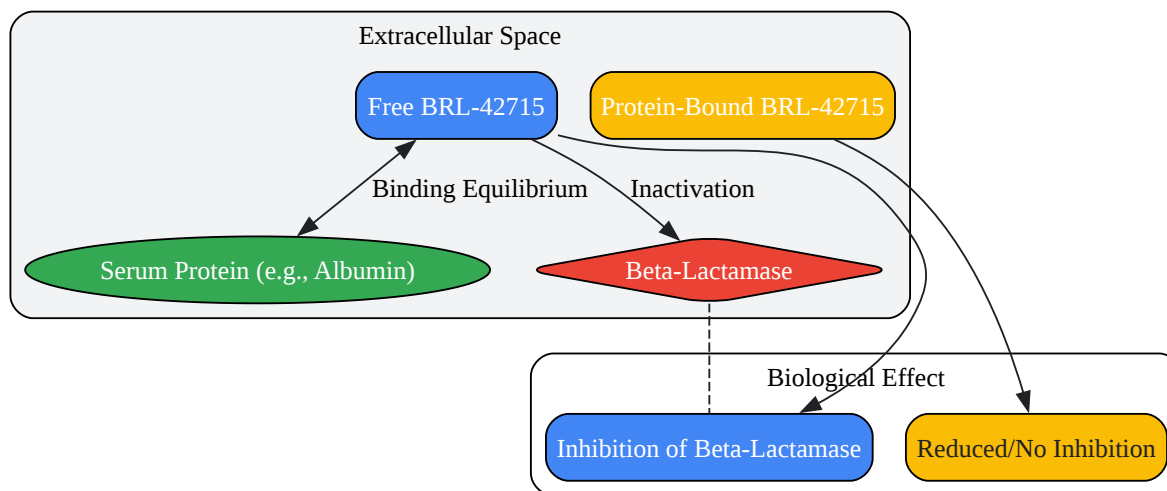 Extracellular Space
Free BRL-42715
Protein-Bound BRL-42715
Binding Equilibrium
Inactivation
Serum Protein (e.g., Albumin)
Beta-Lactamase
Biological Effect
Inhibition of Beta-Lactamase
Reduced/No Inhibition